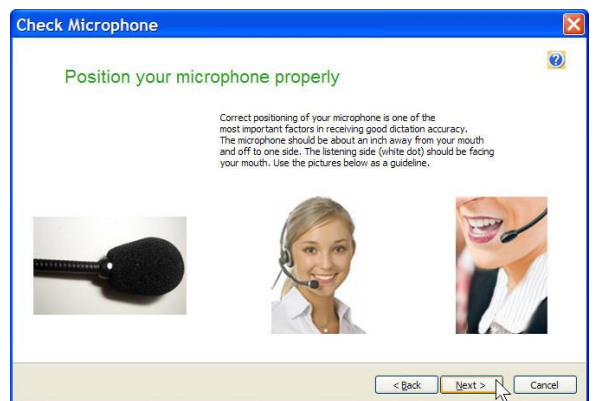 Check Microphone
Position your microphone properly
Correct positioning of your microphone is one of the
most important factors in receiving good dictation accuracy.
The microphone should be about an inch away from your mouth
and off to one side. The listening side (white dot) should be facing
your mouth. Use the pictures below as a guideline.
< Back Next > Cancel